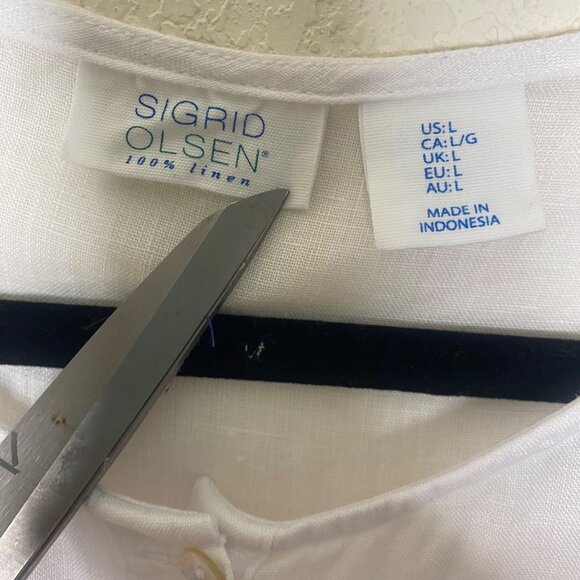 SIGRID
OLSEN®
100% linen
US: L
CA: L/G
UK: L
EU: L
AU: L
MADE IN
INDONESIA